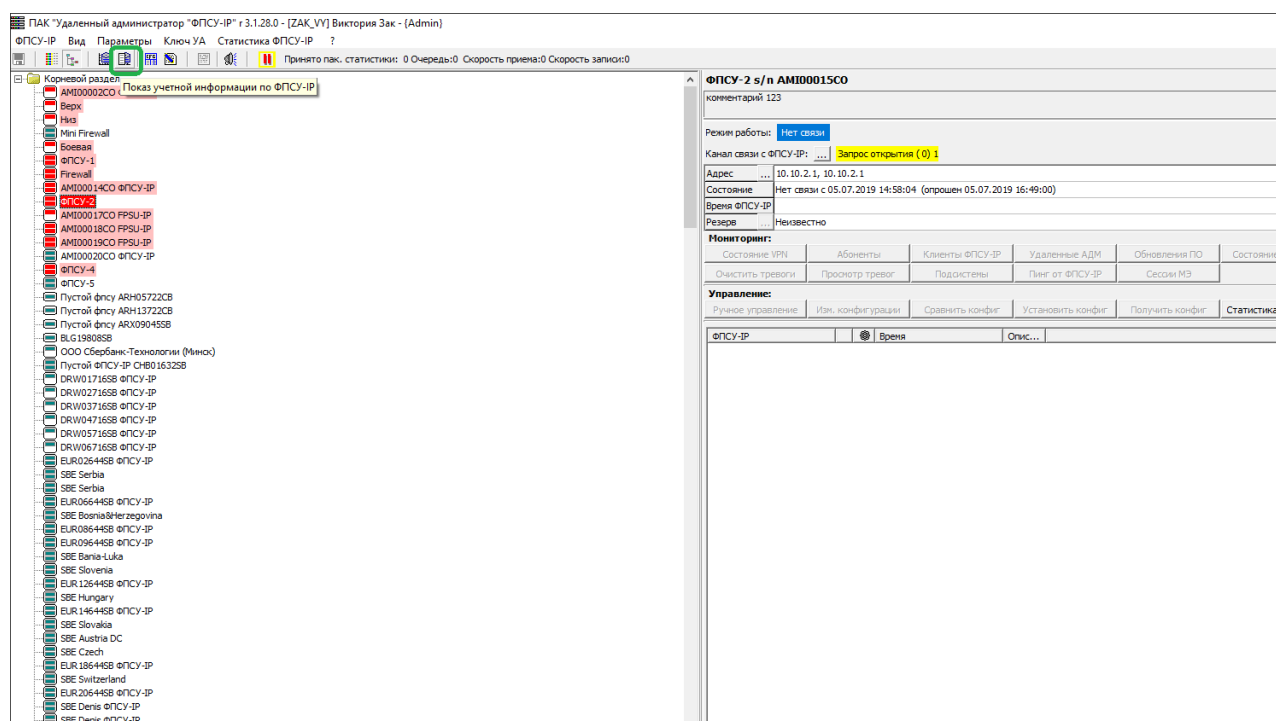 ПАК "Удаленный администратор "ФПСУ-IP" r 3.1.28.0 - [ZAK_VY] Виктория Зак - {Admin}
ФПСУ-IP Вид Параметры Ключ УА Статистика ФПСУ-IP ?
Принято пак. статистики: 0 Очередь:0 Скорость приема:0 Скорость записи:0
Корневой раздел
AMI00002CO
Показ учетной информации по ФПСУ-IP
Верх
Низ
Mini Firewall
Боевая
ФПСУ-1
Firewall
AMI00014CO ФПСУ-IP
ФПСУ-2
AMI00017CO FPSU-IP
AMI00018CO FPSU-IP
AMI00019CO FPSU-IP
AMI00020CO ФПСУ-IP
ФПСУ-4
ФПСУ-5
Пустой фпсу ARH05722CB
Пустой фпсу ARH13722CB
Пустой фпсу ARX09045SB
BLG19808SB
ООО Сбербанк-Технологии (Минск)
Пустой ФПСУ-IP CHB01632SB
DRW01716SB ФПСУ-IP
DRW02716SB ФПСУ-IP
DRW03716SB ФПСУ-IP
DRW04716SB ФПСУ-IP
DRW05716SB ФПСУ-IP
DRW06716SB ФПСУ-IP
EUR02644SB ФПСУ-IP
SBE Serbia
SBE Serbia
EUR06644SB ФПСУ-IP
SBE Bosnia&Herzegovina
EUR08644SB ФПСУ-IP
EUR09644SB ФПСУ-IP
SBE Bania-Luka
SBE Slovenia
EUR12644SB ФПСУ-IP
SBE Hungary
EUR14644SB ФПСУ-IP
SBE Slovakia
SBE Austria DC
SBE Czech
EUR18644SB ФПСУ-IP
SBE Switzerland
EUR20644SB ФПСУ-IP
SBE Denis ФПСУ-IP
SBE Denis ФПСУ-IP
ФПСУ-2 s/n AMI00015CO
комментарий 123
Режим работы: Нет связи
Канал связи с ФПСУ-IP: ... Запрос открытия ( 0) 1
Адрес ... 10.10.2.1, 10.10.2.1
Состояние Нет связи с 05.07.2019 14:58:04 (опрошен 05.07.2019 16:49:00)
Время ФПСУ-IP
Резерв ... Неизвестно
Мониторинг:
Состояние VPN Абоненты Клиенты ФПСУ-IP Удаленные АДМ Обновления ПО Состояние
Очистить тревоги Просмотр тревог Подсистемы Пинг от ФПСУ-IP Сессии МЭ
Управление:
Ручное управление Изм. конфигурации Сравнить конфиг Установить конфиг Получить конфиг Статистика
ФПСУ-IP Время Опис...